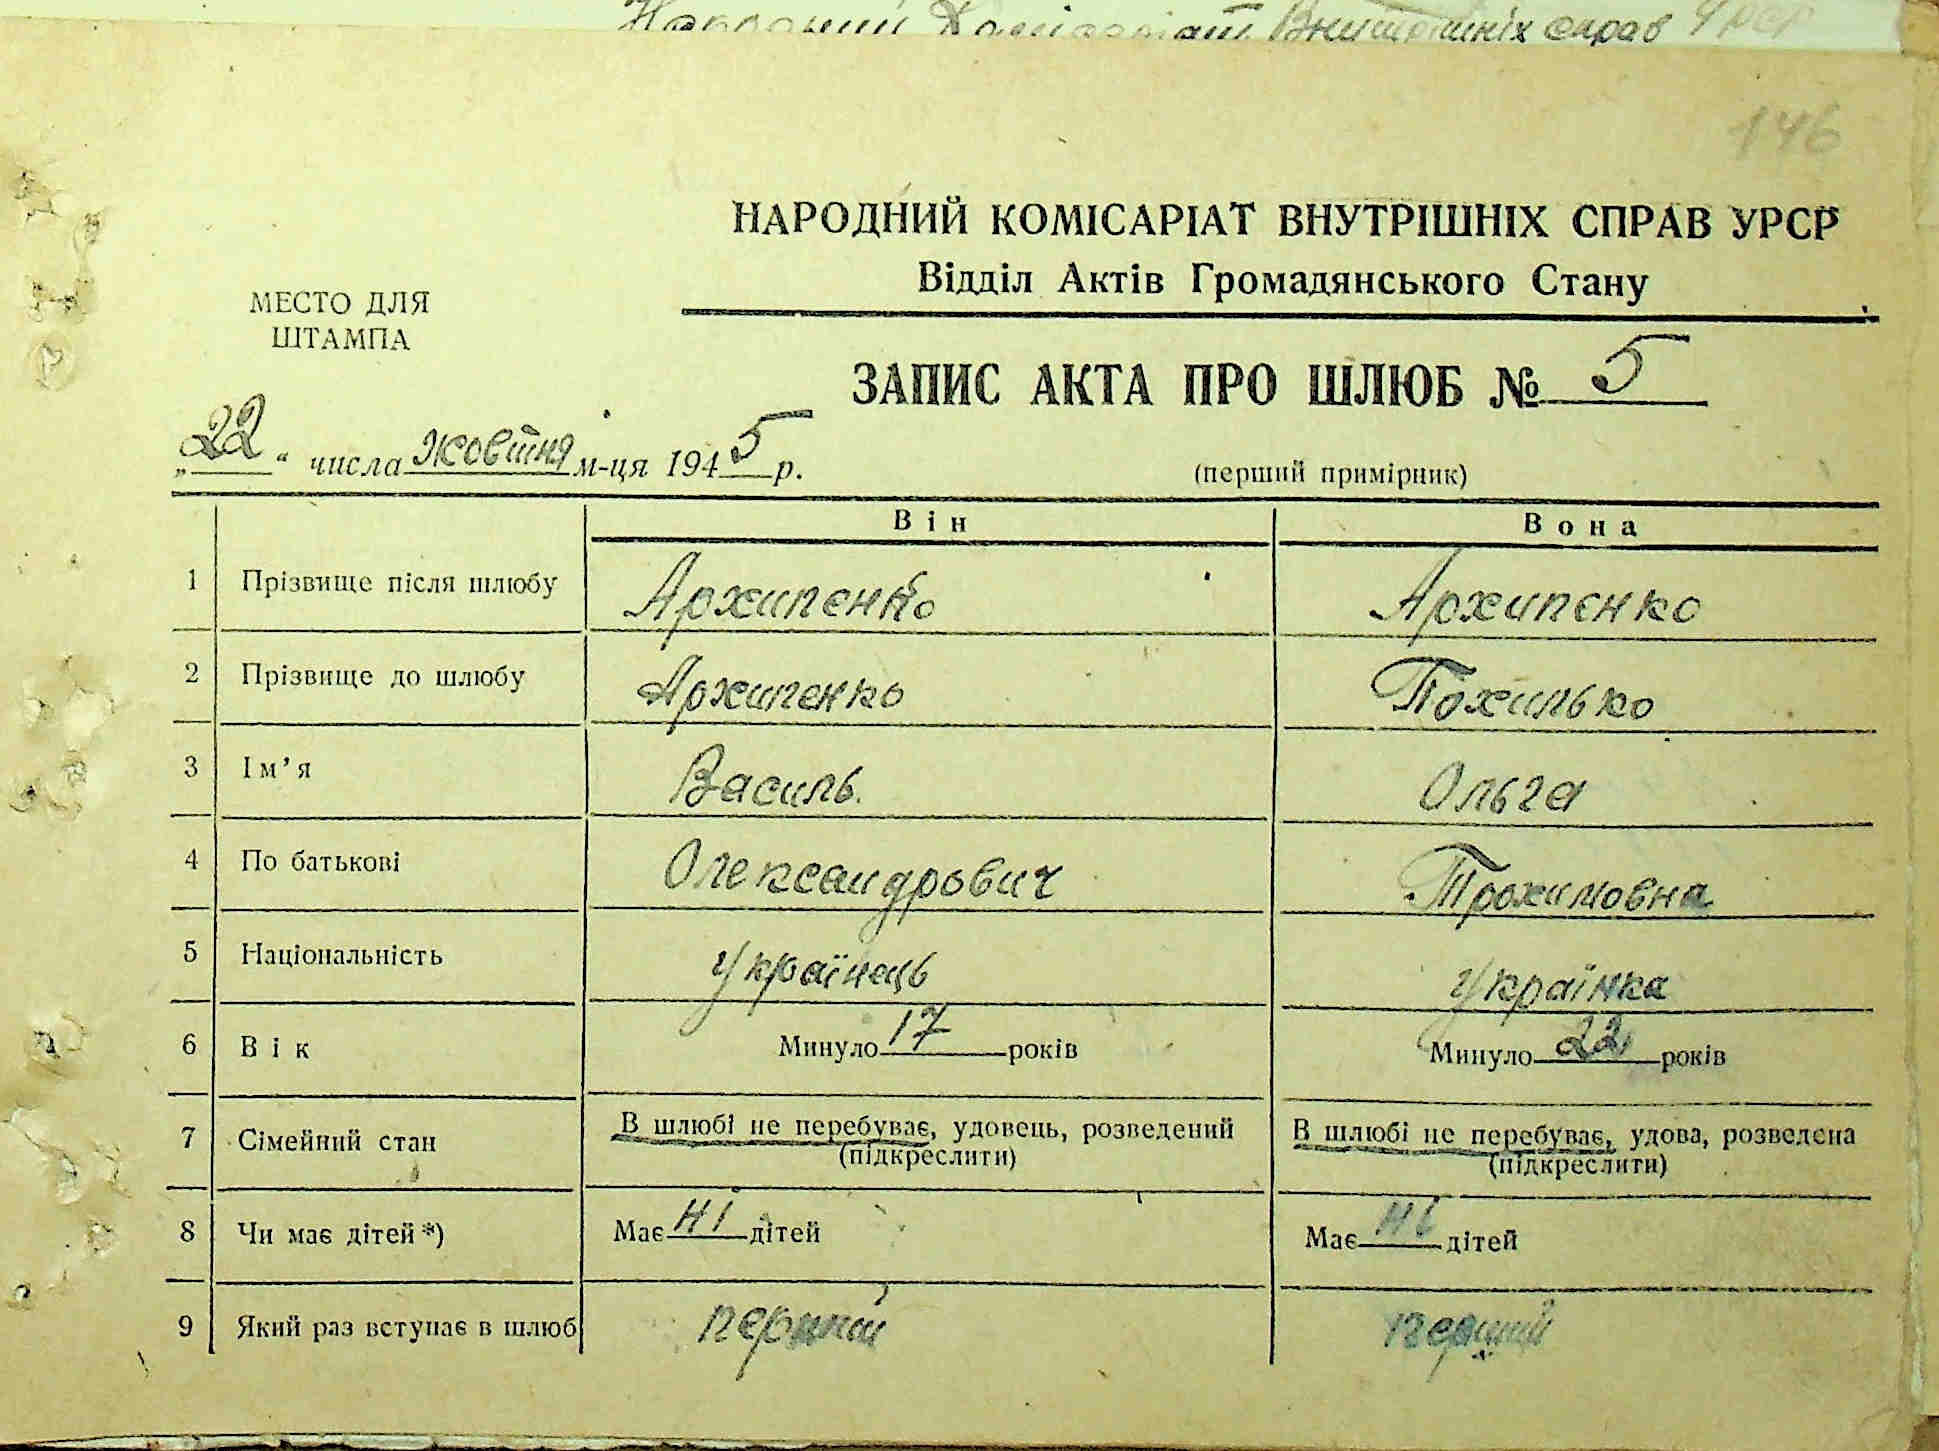 Народний Комісаріат Внутрішніх справ УРСР
146
НАРОДНИЙ КОМІСАРІАТ ВНУТРІШНІХ СПРАВ УРСР
Відділ Актів Громадянського Стану
МЕСТО ДЛЯ
ШТАМПА
ЗАПИС АКТА ПРО ШЛЮБ № 5
„22“ числа жовтня м-ця 1945 р.
(перший примірник)
Він Вона
1 Прізвище після шлюбу Архипенко Архипенко
2 Прізвище до шлюбу Архипенко Похилько
3 Ім’я Василь. Ольга
4 По батькові Олександрович Трохимовна
5 Національність Українець Українка
6 Вік Минуло 17 років Минуло 22 років
7 Сімейний стан В шлюбі не перебуває, удовець, розведений В шлюбі не перебуває, удова, розведена
(підкреслити) (підкреслити)
8 Чи має дітей*) Має ні дітей Має ні дітей
9 Який раз вступає в шлюб перший перший